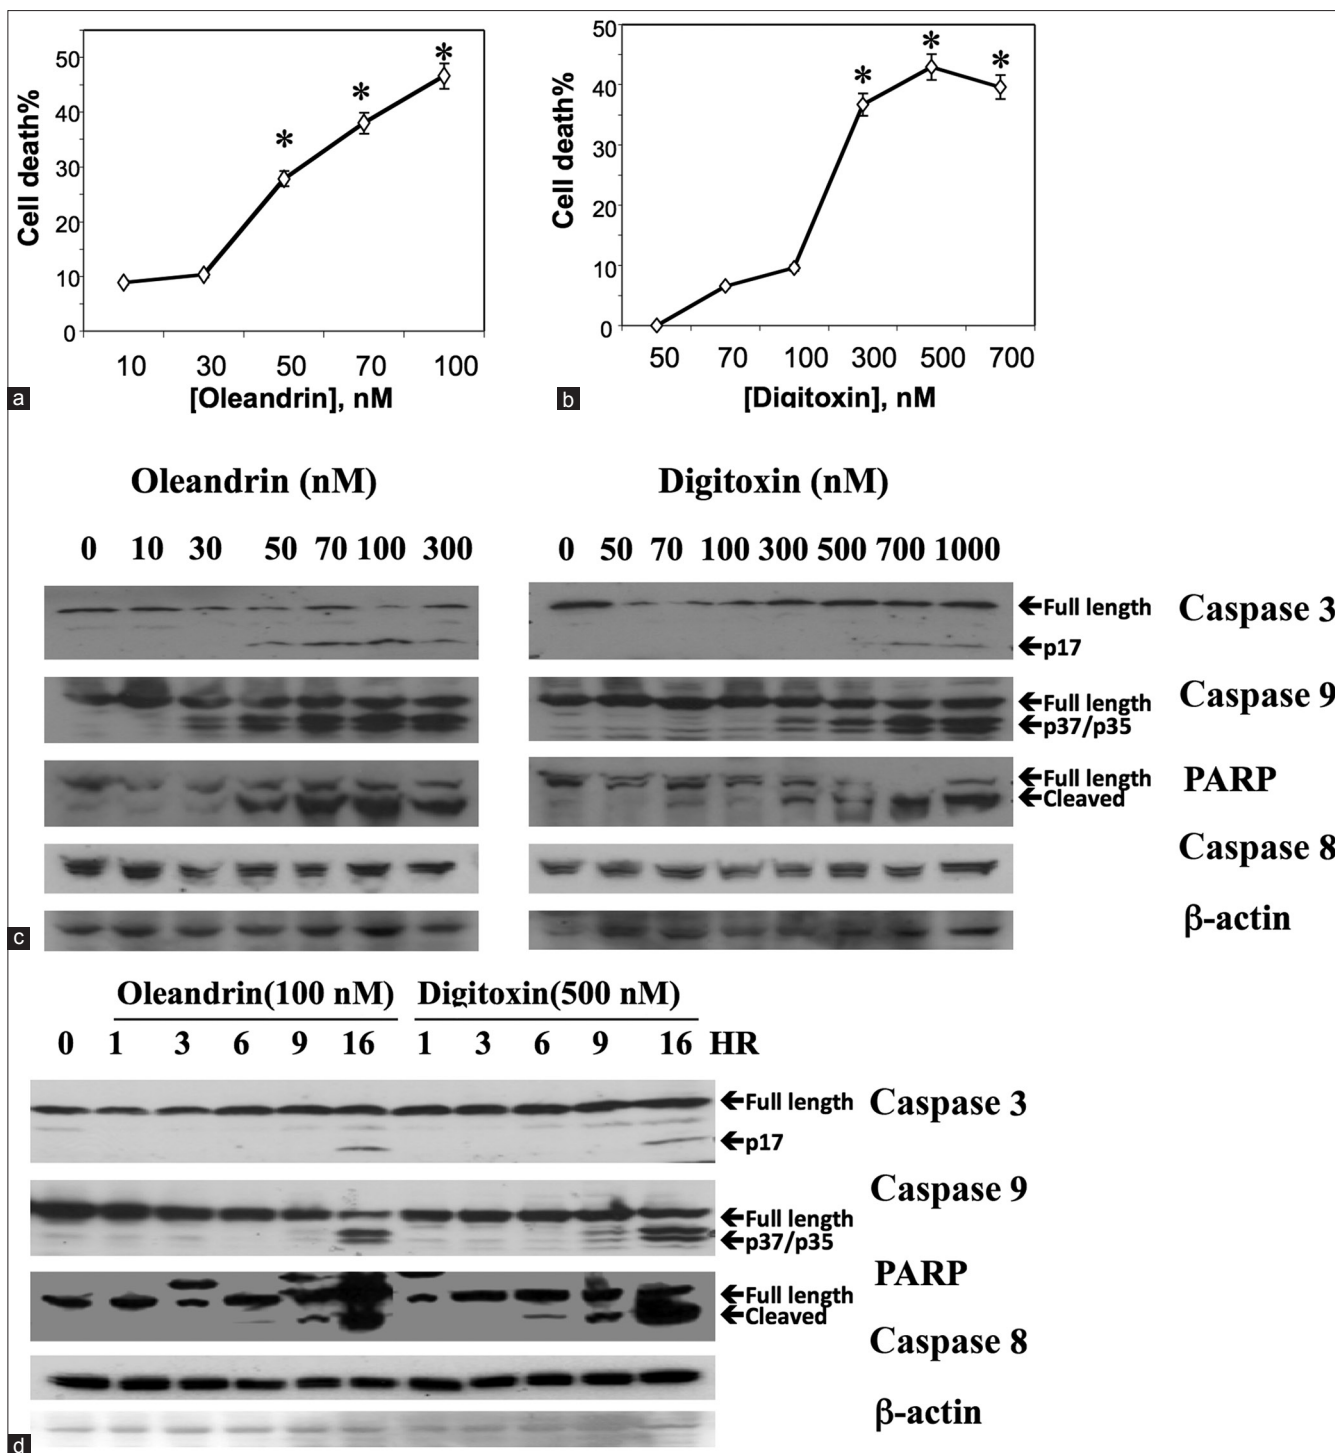 50
40
30
20
10
0
Cell death%
*
*
*
10 30 50 70 100
[Oleandrin], nM
a
50
40
30
20
10
0
Cell death%
*
*
*
50 70 100 300 500 700
[Digitoxin], nM
b
Oleandrin (nM) Digitoxin (nM)
0 10 30 50 70 100 300 0 50 70 100 300 500 700 1000
←Full length Caspase 3
←p17
←Full length Caspase 9
←p37/p35
←Full length PARP
←Cleaved
Caspase 8
β-actin
c
Oleandrin(100 nM) Digitoxin(500 nM)
0 1 3 6 9 16 1 3 6 9 16 HR
←Full length Caspase 3
←p17
Caspase 9
←Full length
←p37/p35
PARP
←Full length
←Cleaved
Caspase 8
β-actin
d